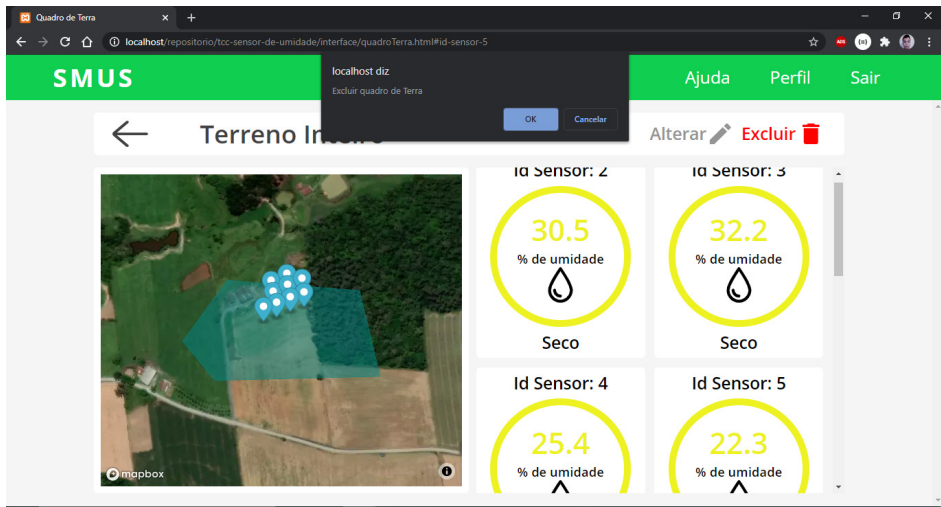 Quadro de Terra
localhost/repositorio/tcc-sensor-de-umidade/interface/quadroTerra.html#id-sensor-5
localhost diz
Excluir quadro de Terra
OK Cancelar
SMUS
Ajuda Perfil Sair
Terreno Inteiro
Alterar Excluir
Id Sensor: 2
30.5
% de umidade
Seco
Id Sensor: 3
32.2
% de umidade
Seco
Id Sensor: 4
25.4
% de umidade
Id Sensor: 5
22.3
% de umidade
mapbox